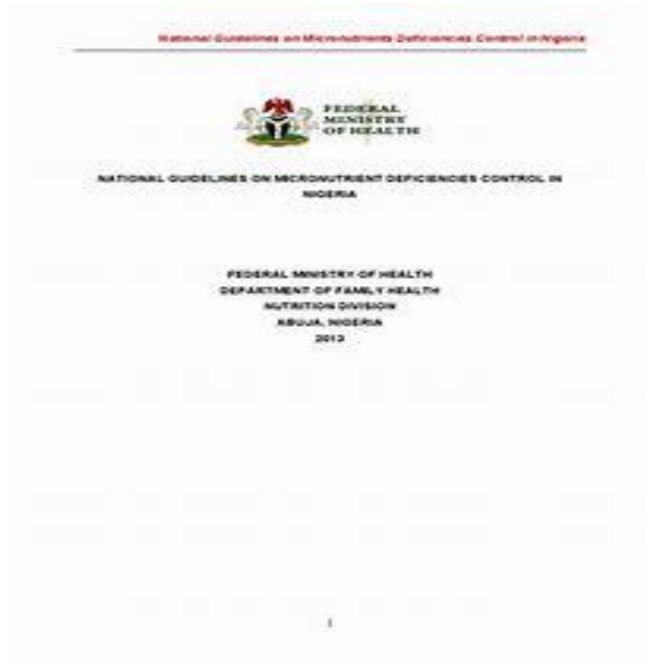 National Guidelines on Micronutrients Deficiencies Control in Nigeria
FEDERAL
MINISTRY
OF HEALTH
NATIONAL GUIDELINES ON MICRONUTRIENT DEFICIENCIES CONTROL IN
NIGERIA
FEDERAL MINISTRY OF HEALTH
DEPARTMENT OF FAMILY HEALTH
NUTRITION DIVISION
ABUJA, NIGERIA
2013